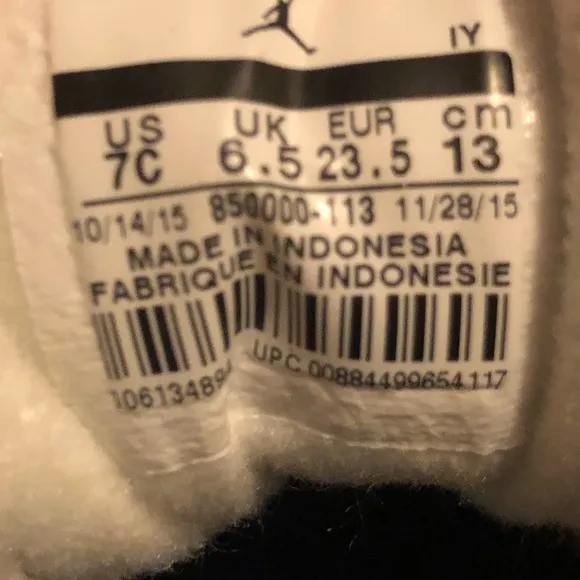 IY
US UK EUR cm
7C 6.5 23.5 13
10/14/15 850000-113 11/28/15
MADE IN INDONESIA
FABRIQUE EN INDONESIE
UPC 00884499654117